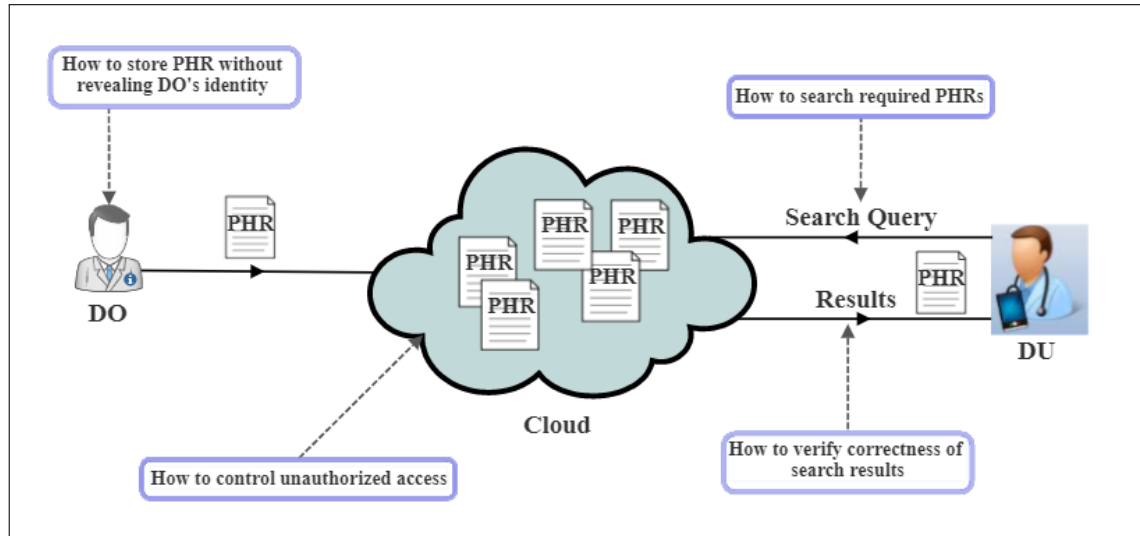 How to store PHR without
revealing DO's identity
How to search required PHRs
PHR
DO
PHR
PHR
PHR
PHR
PHR
Cloud
Search Query
Results
PHR
DU
How to control unauthorized access
How to verify correctness of
search results